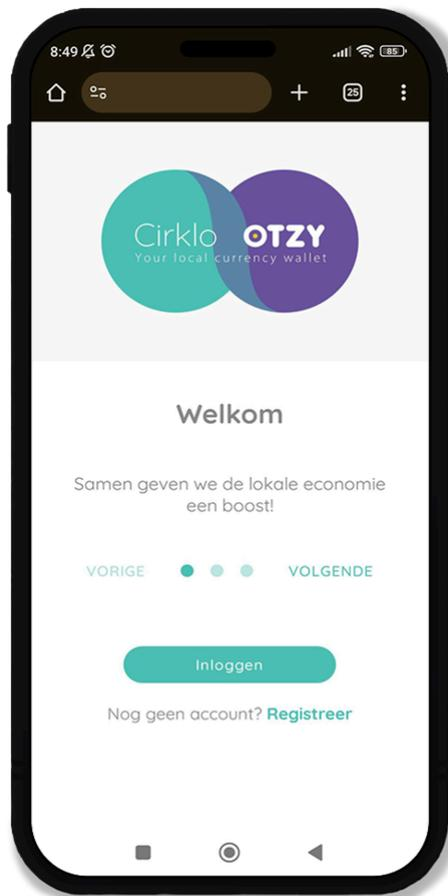 8:49
85
25
Cirklo OTZY
Your local currency wallet
Welkom
Samen geven we de lokale economie
een boost!
VORIGE
VOLGENDE
Inloggen
Nog geen account? Registreer